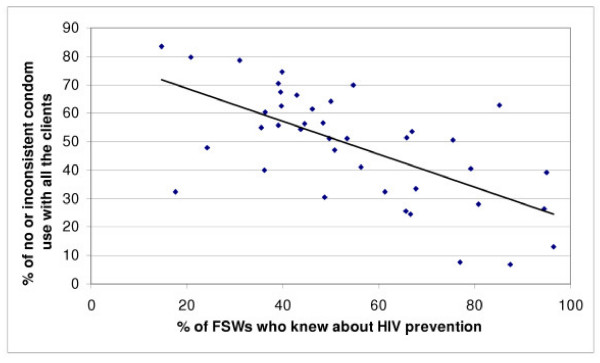 90
80
70
60
50
40
30
20
10
0
% of no or inconsistent condom
use with all the clients
0 20 40 60 80 100
% of FSWs who knew about HIV prevention